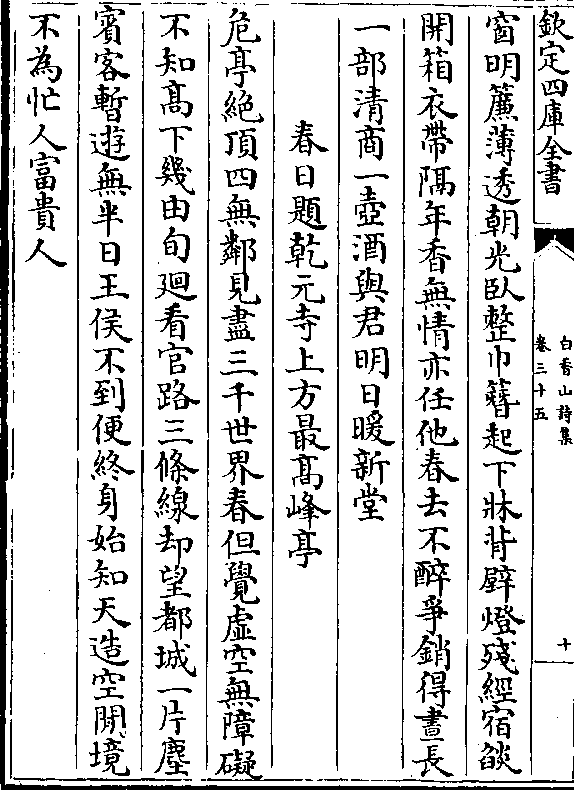 欽定四庫全書
白香山詩集
卷三十五
十
窗明簾薄透朝光臥整巾簪起下牀背壁燈殘經宿燄
開箱衣帶隔年香無情亦任他春去不醉爭銷得晝長
一部清商一壺酒與君明日暖新堂
春日題乾元寺上方最髙峰亭
危亭絶頂四無鄰見盡三千世界春但覺虛空無障礙
不知髙下幾由旬廻看官路三條線却望都城一片塵
賓客暫遊無半日王侯不到便終身始知天造空閒境
不為忙人富貴人